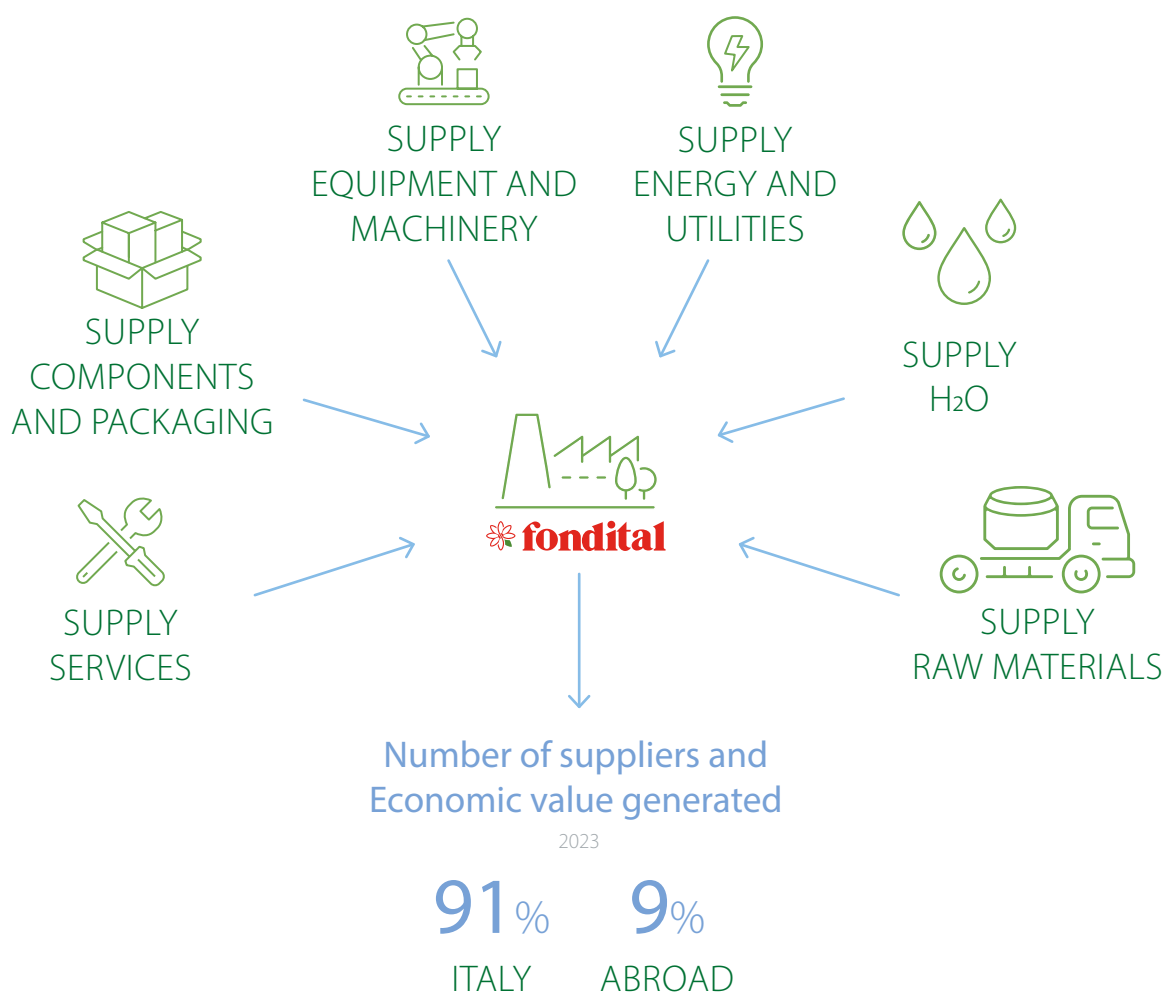 SUPPLY
EQUIPMENT AND
MACHINERY
SUPPLY
ENERGY AND
UTILITIES
SUPPLY
COMPONENTS
AND PACKAGING
SUPPLY
H₂O
fondital
SUPPLY
SERVICES
SUPPLY
RAW MATERIALS
Number of suppliers and
Economic value generated
2023
91% 9%
ITALY ABROAD